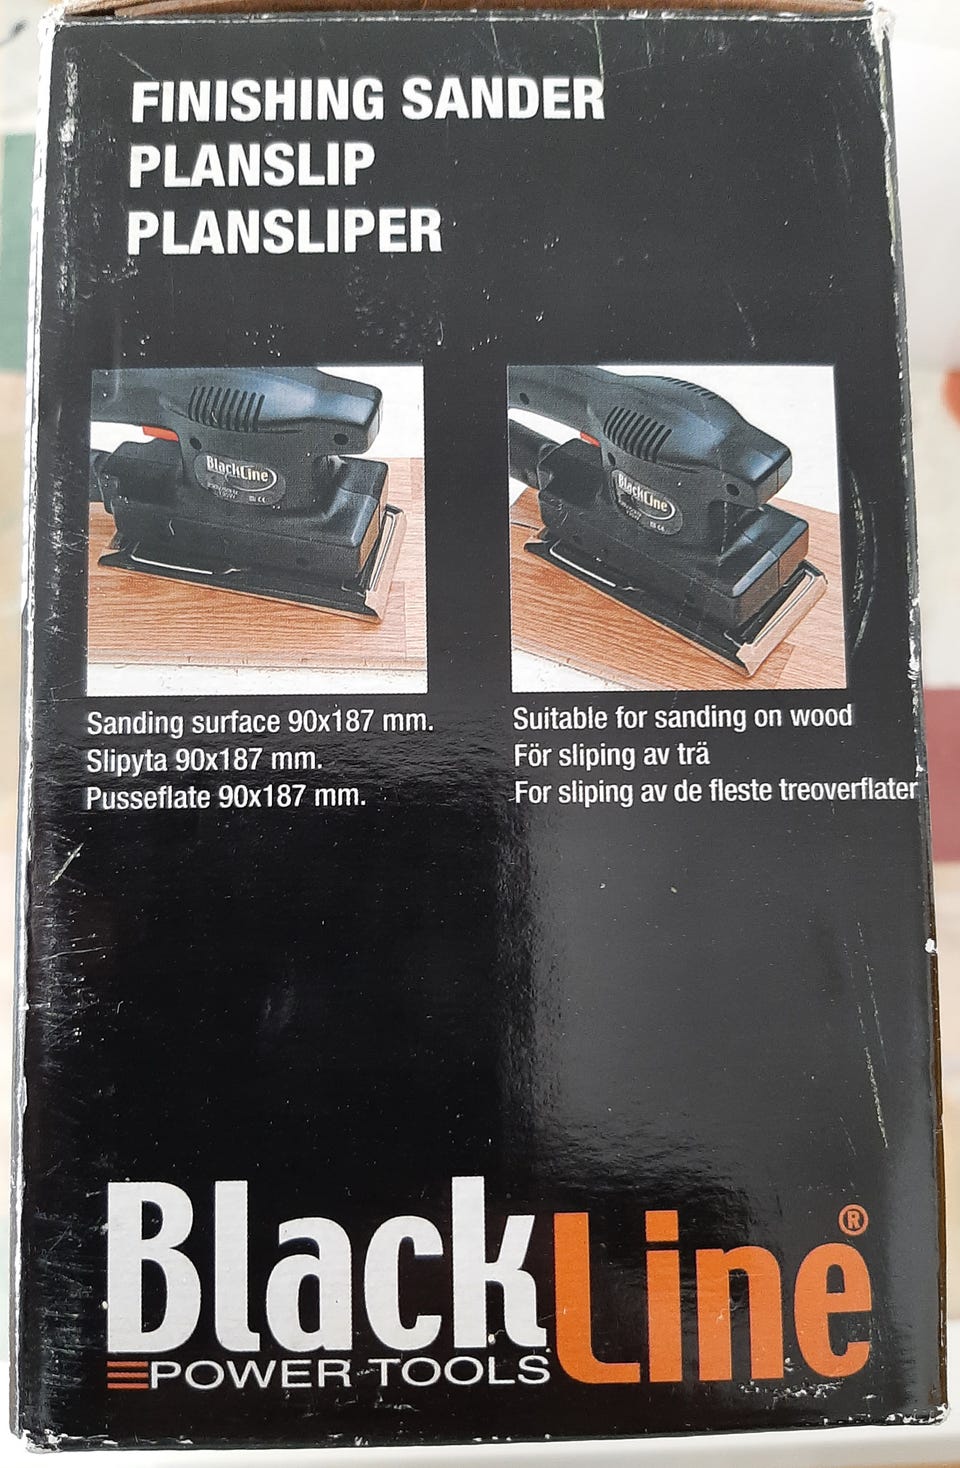 FINISHING SANDER
PLANSLIP
PLANSLIPER
BlackLine
BlackLine
Sanding surface 90x187 mm.
Slipyta 90x187 mm.
Pusseflate 90x187 mm.
Suitable for sanding on wood
För sliping av trä
For sliping av de fleste treoverflater
BlackLine®
POWER TOOLS